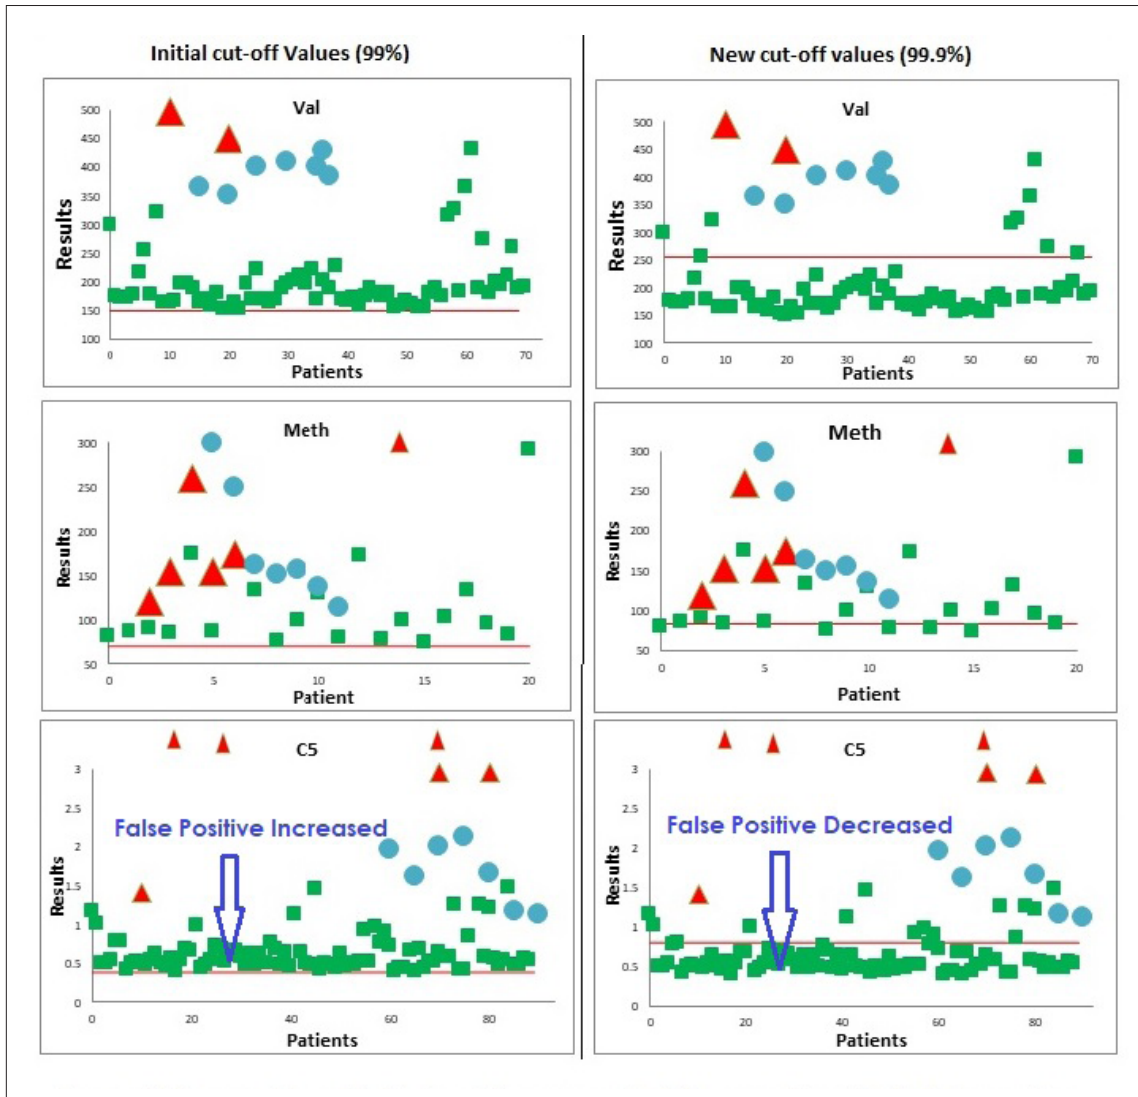 Initial cut-off Values (99%)
New cut-off values (99.9%)
Val
500
450
400
350
300
250
200
150
100
Results
0 10 20 30 40 50 60 70
Patients
Val
500
450
400
350
300
250
200
150
100
Results
0 10 20 30 40 50 60 70
Patients
Meth
300
250
200
150
100
50
Results
0 5 10 15 20
Patient
Meth
300
250
200
150
100
50
Results
0 5 10 15 20
Patient
C5
3
2.5
2
1.5
1
0.5
0
Results
False Positive Increased
0 20 40 60 80
Patients
C5
3
2.5
2
1.5
1
0.5
0
Results
False Positive Decreased
0 20 40 60 80
Patients